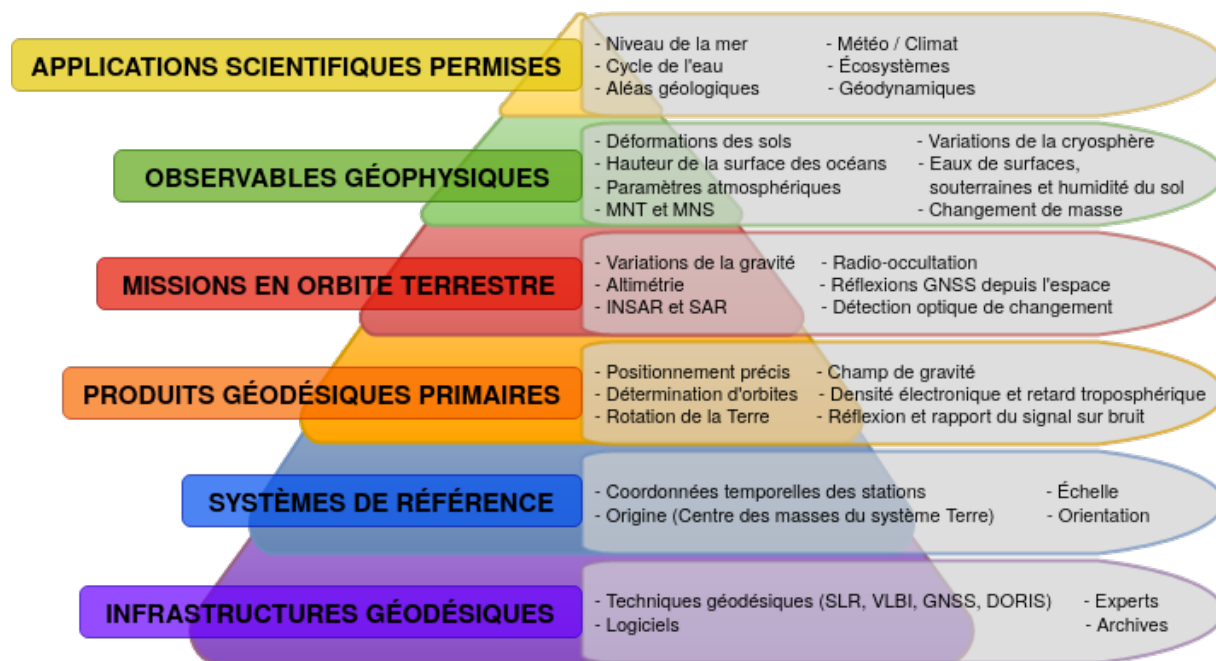 APPLICATIONS SCIENTIFIQUES PERMISES
- Niveau de la mer
- Cycle de l'eau
- Aléas géologiques
- Météo / Climat
- Écosystèmes
- Géodynamiques
OBSERVABLES GÉOPHYSIQUES
- Déformations des sols
- Hauteur de la surface des océans
- Paramètres atmosphériques
- MNT et MNS
- Variations de la cryosphère
- Eaux de surfaces,
souterraines et humidité du sol
- Changement de masse
MISSIONS EN ORBITE TERRESTRE
- Variations de la gravité
- Altimétrie
- INSAR et SAR
- Radio-occultation
- Réflexions GNSS depuis l'espace
- Détection optique de changement
PRODUITS GÉODÉSIQUES PRIMAIRES
- Positionnement précis
- Détermination d'orbites
- Rotation de la Terre
- Champ de gravité
- Densité électronique et retard troposphérique
- Réflexion et rapport du signal sur bruit
SYSTÈMES DE RÉFÉRENCE
- Coordonnées temporelles des stations
- Origine (Centre des masses du système Terre)
- Échelle
- Orientation
INFRASTRUCTURES GÉODÉSIQUES
- Techniques géodésiques (SLR, VLBI, GNSS, DORIS)
- Logiciels
- Experts
- Archives